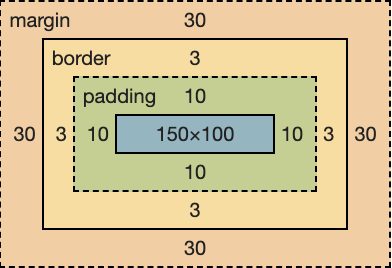 margin 30
border 3
padding 10
30 3 10 150×100 10 3 30
10
3
30